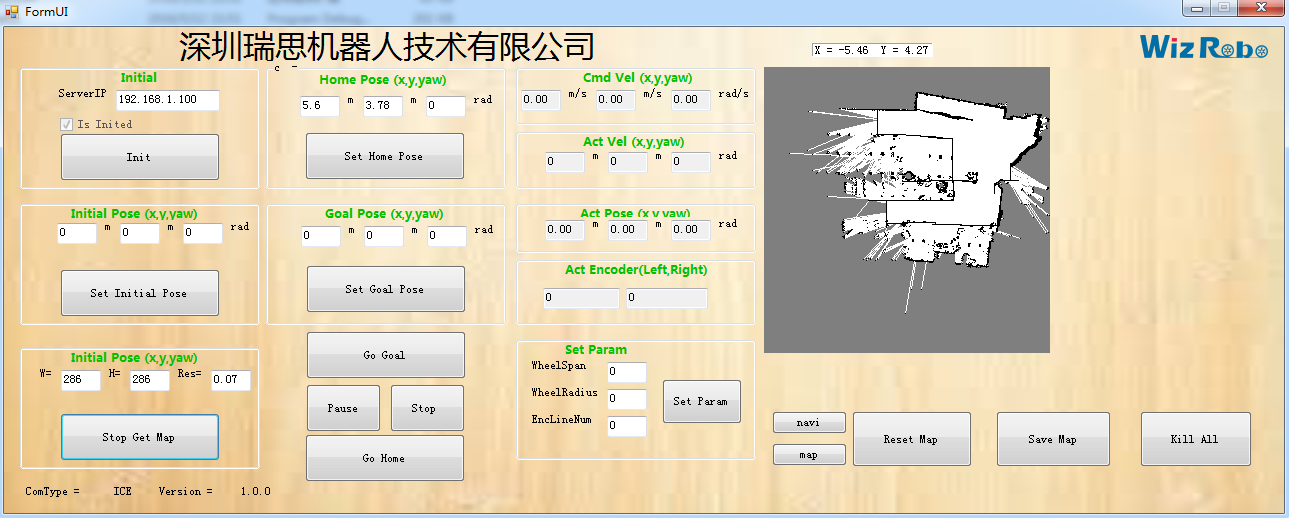 FormUI
深圳瑞思机器人技术有限公司
X = -5.46 Y = 4.27
Wiz Robo
Initial
ServerIP 192.168.1.100
Is Inited
Init
Home Pose (x,y,yaw)
5.6 m 3.78 m 0 rad
Set Home Pose
Cmd Vel (x,y,yaw)
0.00 m/s 0.00 m/s 0.00 rad/s
Act Vel (x,y,yaw)
0 m 0 m 0 rad
Initial Pose (x,y,yaw)
0 m 0 m 0 rad
Set Initial Pose
Goal Pose (x,y,yaw)
0 m 0 m 0 rad
Set Goal Pose
Act Pose (x,y,yaw)
0.00 m 0.00 m 0.00 rad
Act Encoder(Left,Right)
0 0
Initial Pose (x,y,yaw)
W= 286 H= 286 Res= 0.07
Stop Get Map
Go Goal
Pause Stop
Go Home
Set Param
WheelSpan 0
WheelRadius 0
EncLineNum 0
Set Param
navi
map
Reset Map
Save Map
Kill All
ComType = ICE Version = 1.0.0